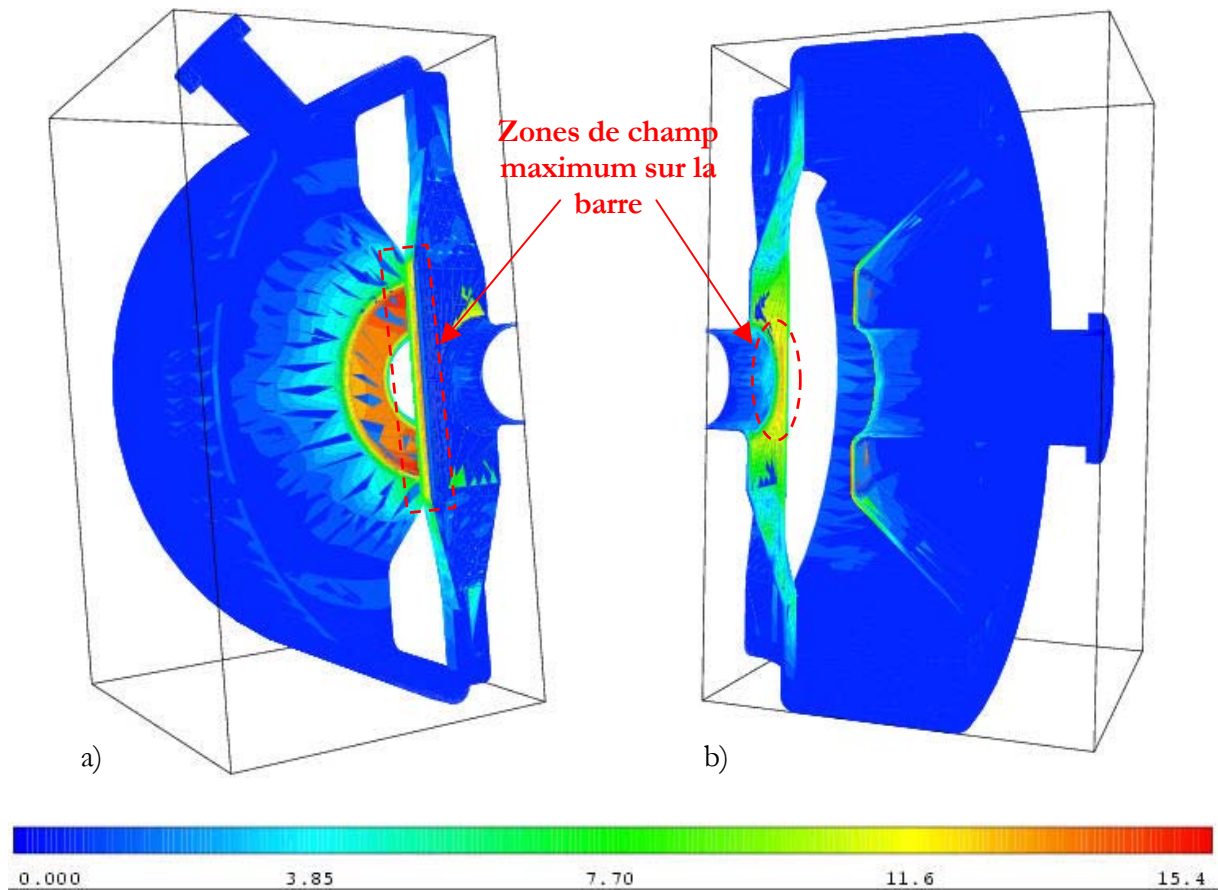 Zones de champ
maximum sur la
barre
a)
b)
0.000 3.85 7.70 11.6 15.4